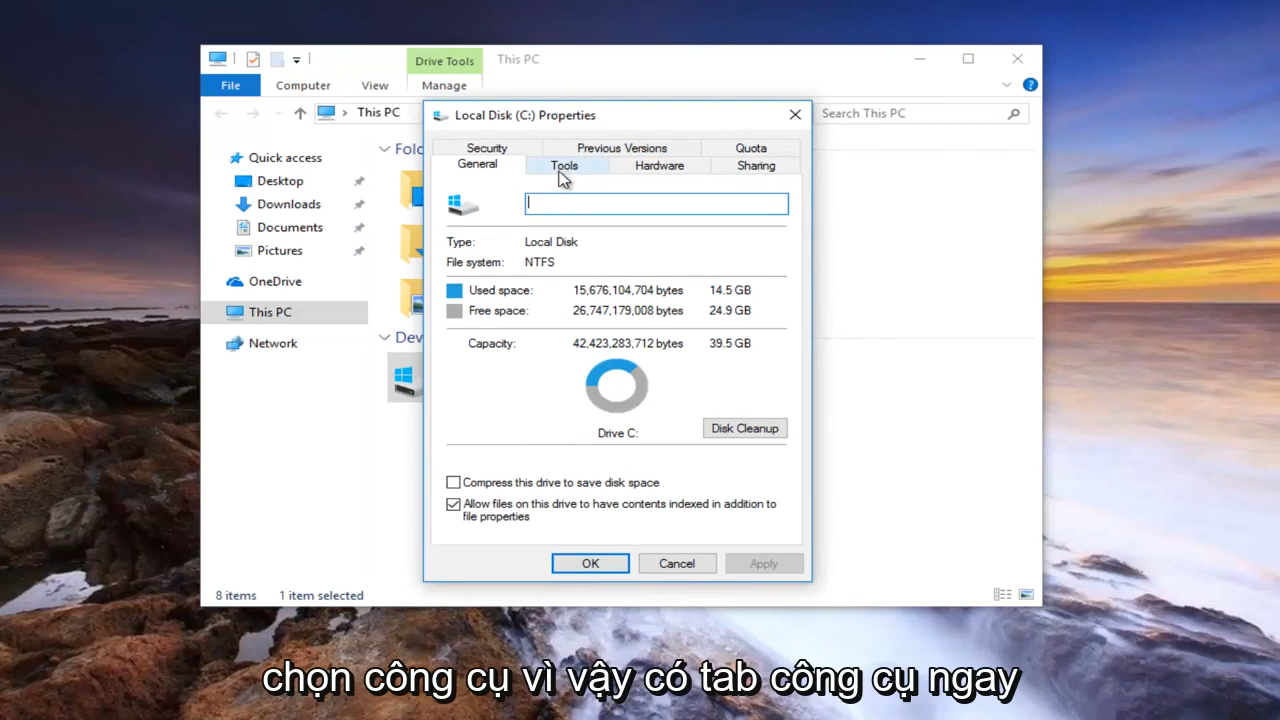 Drive Tools
This PC
File
Computer
View
Manage
This PC
Search This PC
Quick access
Desktop
Downloads
Documents
Pictures
OneDrive
This PC
Network
Fol
Dev
Local Disk (C:) Properties
Security
Previous Versions
Quota
General
Tools
Hardware
Sharing
Type: Local Disk
File system: NTFS
Used space: 15,676,104,704 bytes 14.5 GB
Free space: 26,747,179,008 bytes 24.9 GB
Capacity: 42,423,283,712 bytes 39.5 GB
Drive C:
Disk Cleanup
Compress this drive to save disk space
Allow files on this drive to have contents indexed in addition to
file properties
OK
Cancel
Apply
8 items
1 item selected
chọn công cụ vì vậy có tab công cụ ngay